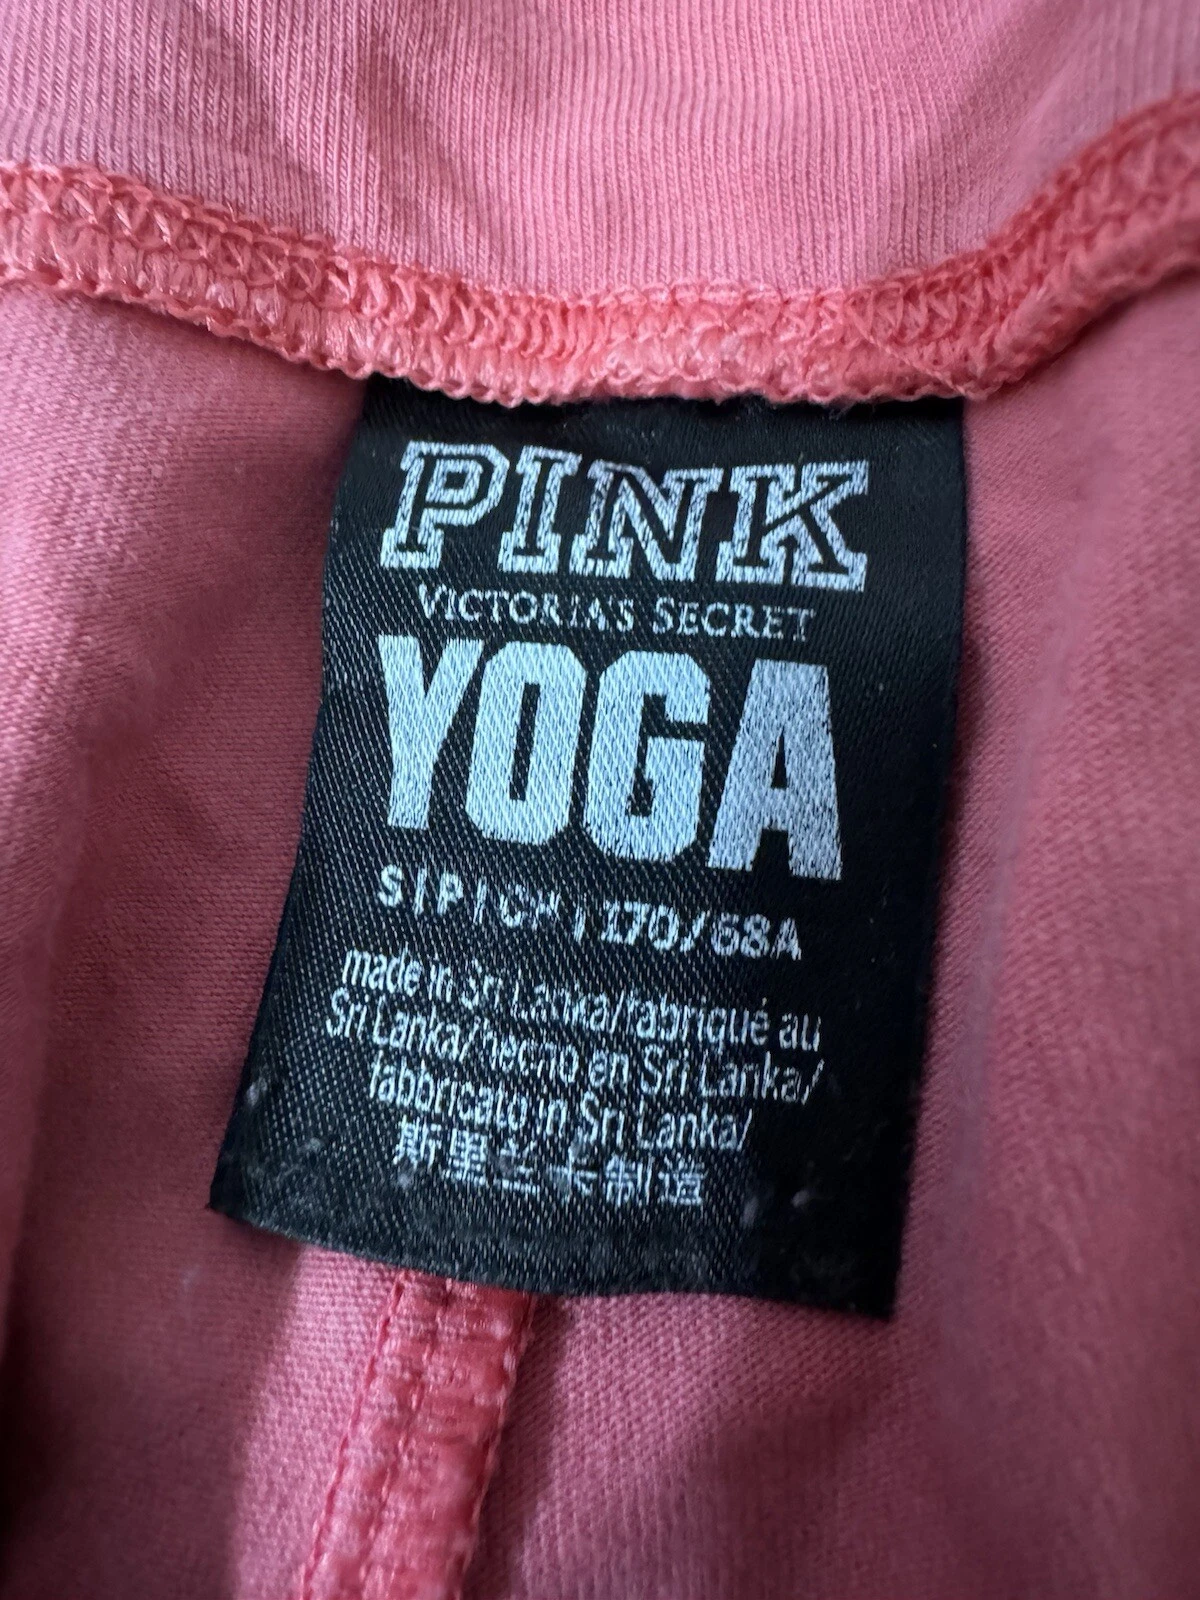 PINK
VICTORIA'S SECRET
YOGA
S | P | CH | 170/68A
made in Sri Lanka/fabriqué au
Sri Lanka/hecho en Sri Lanka/
fabbricato in Sri Lanka/
斯里兰卡制造